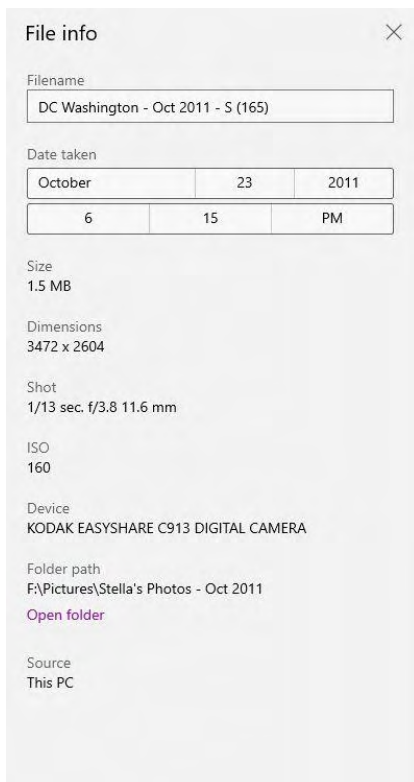 File info
Filename
DC Washington - Oct 2011 - S (165)
Date taken
October 23 2011
6 15 PM
Size
1.5 MB
Dimensions
3472 x 2604
Shot
1/13 sec. f/3.8 11.6 mm
ISO
160
Device
KODAK EASYSHARE C913 DIGITAL CAMERA
Folder path
F:\Pictures\Stella's Photos - Oct 2011
Open folder
Source
This PC